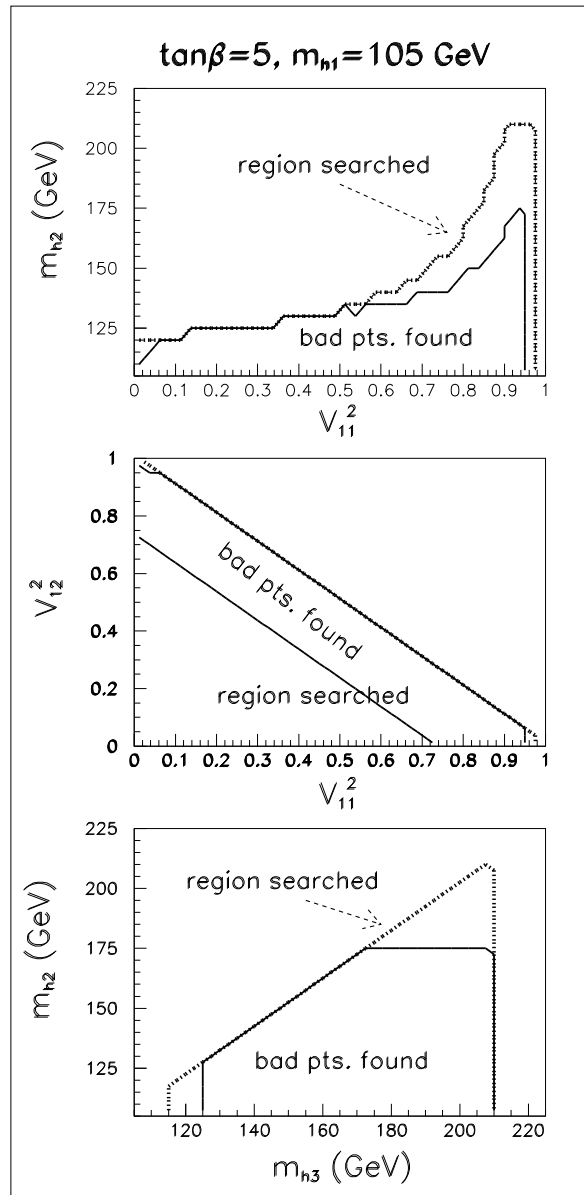 tanβ=5, m_h1=105 GeV
m_h2 (GeV)
225
200
175
150
125
region searched
bad pts. found
0 0.1 0.2 0.3 0.4 0.5 0.6 0.7 0.8 0.9 1
V_11^2
V_12^2
1
0.8
0.6
0.4
0.2
0
bad pts. found
region searched
0 0.1 0.2 0.3 0.4 0.5 0.6 0.7 0.8 0.9 1
V_11^2
m_h2 (GeV)
225
200
175
150
125
region searched
bad pts. found
120 140 160 180 200 220
m_h3 (GeV)